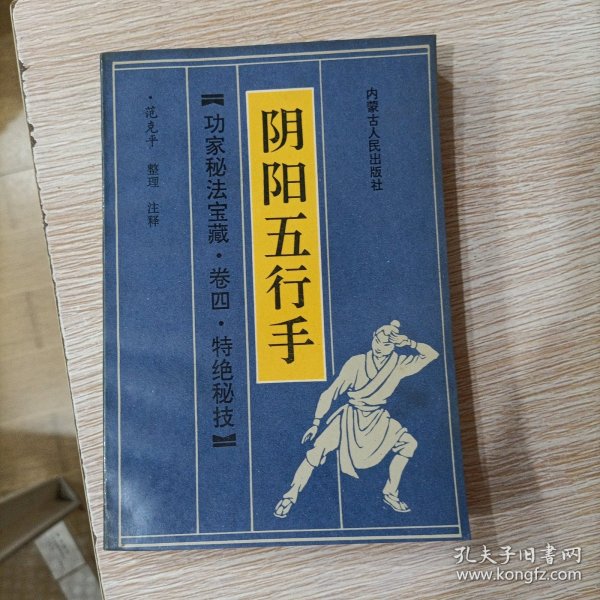 内蒙古人民出版社
阴阳五行手
【功家秘法宝藏·卷四·特绝秘技】
·范克平 整理 注释
孔夫子旧书网
www.kongfz.com